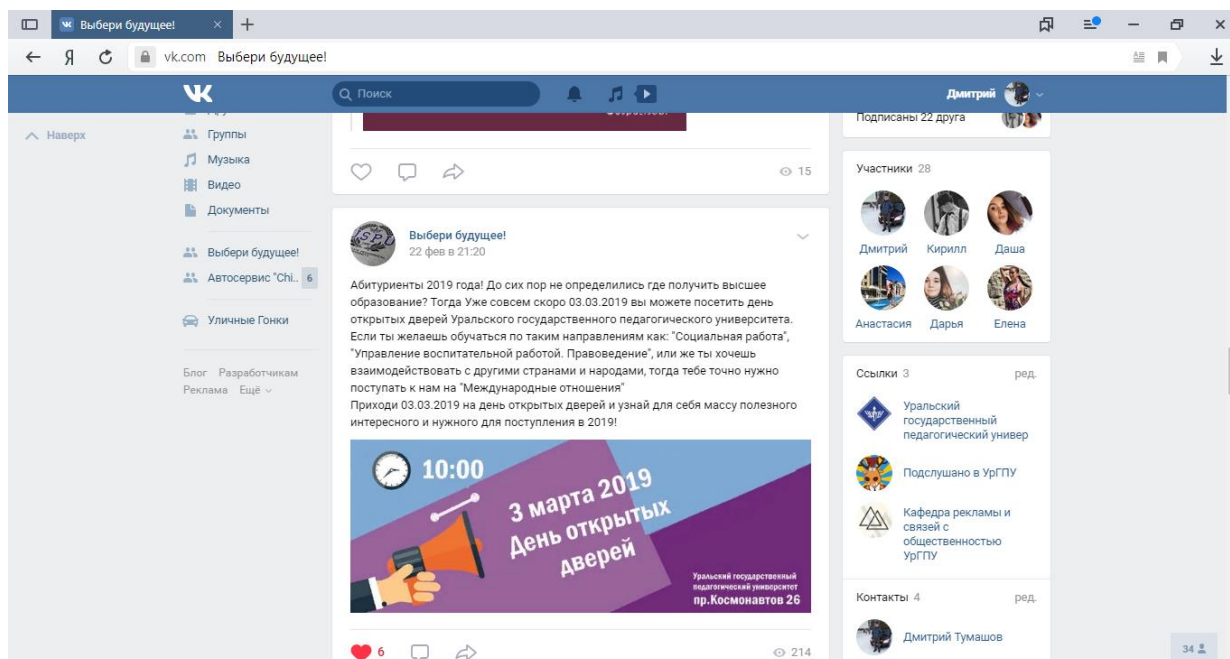 Выбери будущее!
vk.com Выбери будущее!
Поиск
Дмитрий
Наверх
Группы
Музыка
Видео
Документы
Выбери будущее!
Автосервис "Chi.. 6
Уличные Гонки
Блог Разработчикам
Реклама Ещё
15
Выбери будущее!
22 фев в 21:20
Абитуриенты 2019 года! До сих пор не определились где получить высшее
образование? Тогда Уже совсем скоро 03.03.2019 вы можете посетить день
открытых дверей Уральского государственного педагогического университета.
Если ты желаешь обучаться по таким направлениям как: "Социальная работа",
"Управление воспитательной работой. Правоведение", или же ты хочешь
взаимодействовать с другими странами и народами, тогда тебе точно нужно
поступать к нам на "Международные отношения"
Приходи 03.03.2019 на день открытых дверей и узнай для себя массу полезного
интересного и нужного для поступления в 2019!
10:00
3 марта 2019
День открытых
дверей
Уральский государственный
педагогический университет
пр.Космонавтов 26
6
214
Подписаны 22 друга
Участники 28
Дмитрий Кирилл Даша
Анастасия Дарья Елена
Ссылки 3 ред.
Уральский
государственный
педагогический универ
Подслушано в УрГПУ
Кафедра рекламы и
связей с
общественностью
УрГПУ
Контакты 4 ред.
Дмитрий Тумашов
34